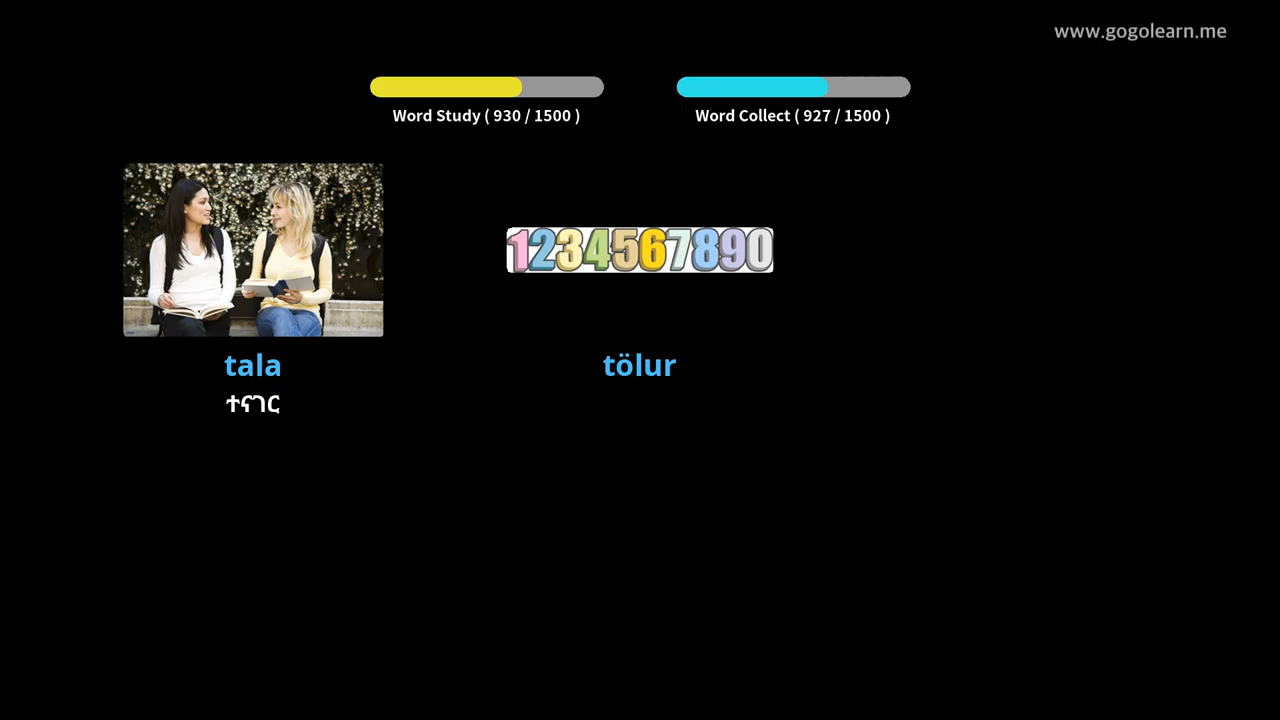 www.gogolearn.me
Word Study ( 930 / 1500 )
Word Collect ( 927 / 1500 )
1234567890
tala
tölur
ተናገር